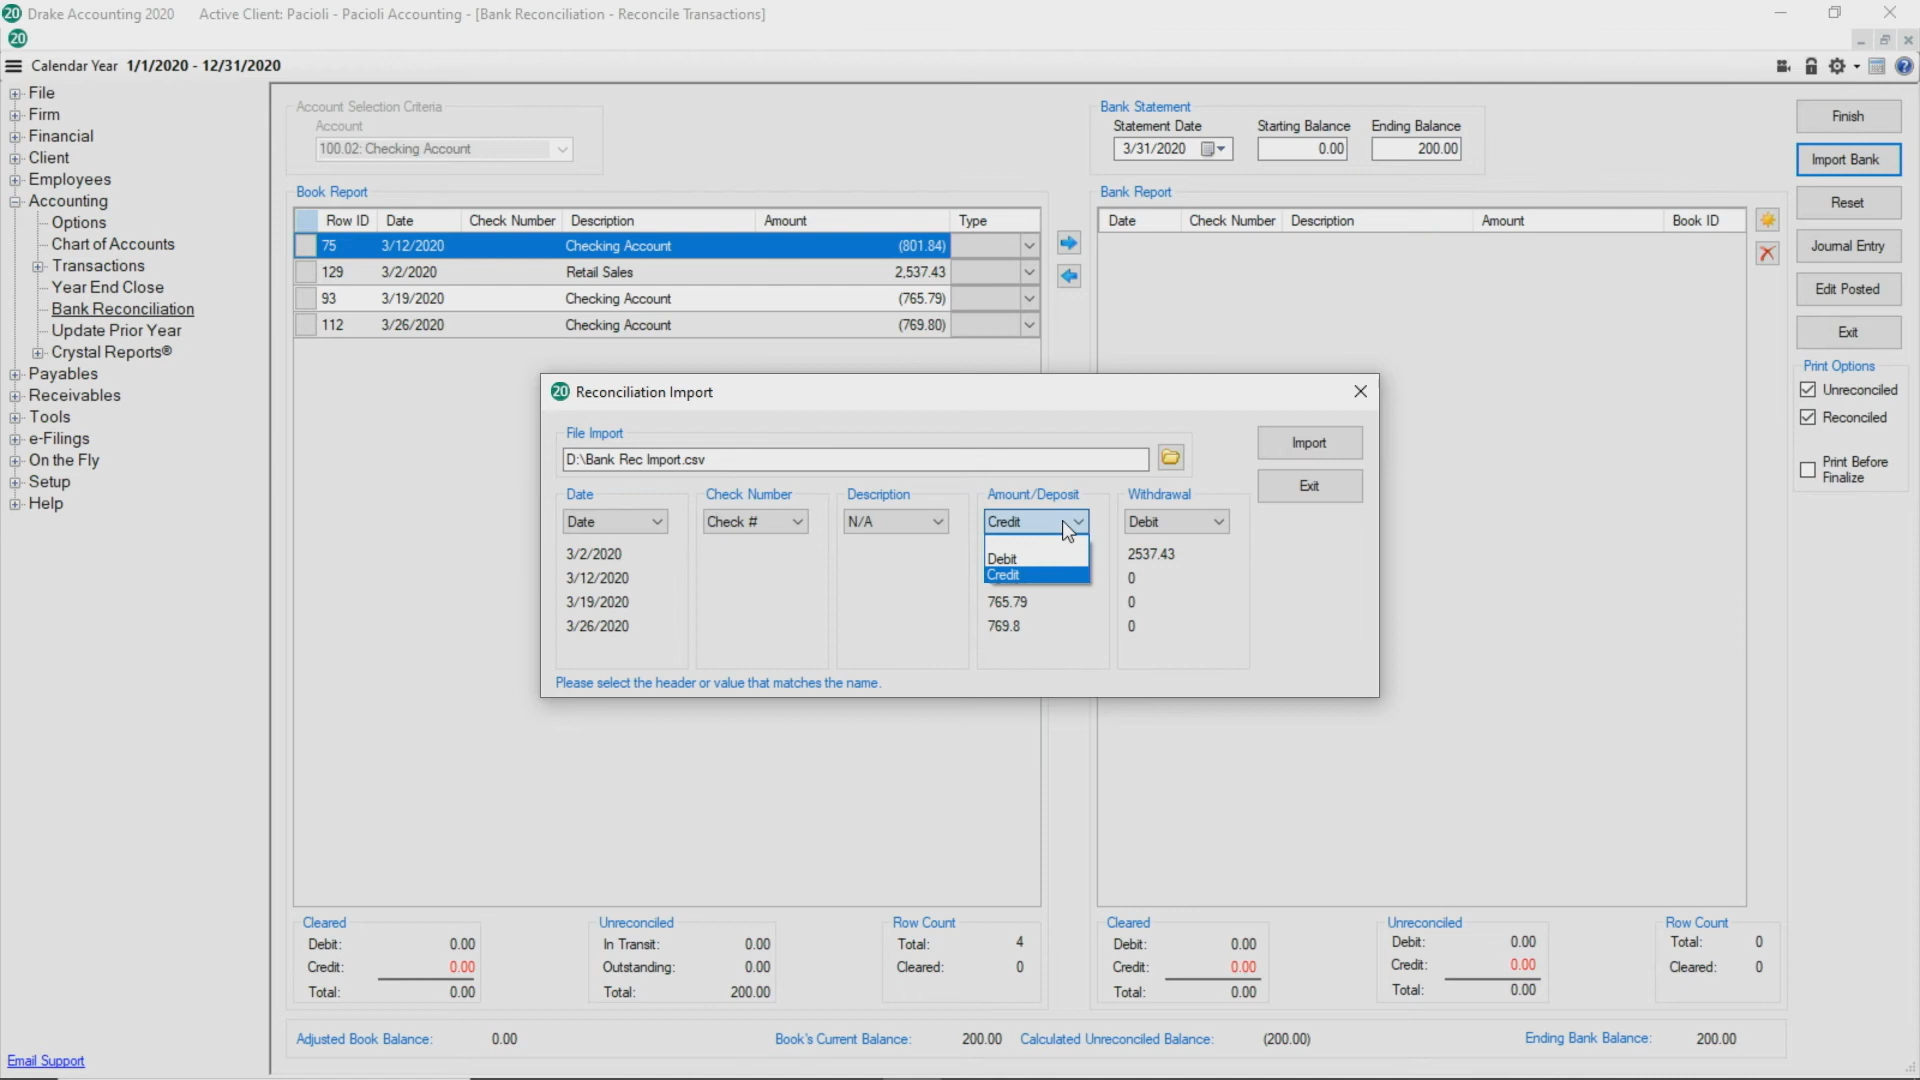 20 Drake Accounting 2020 Active Client: Pacioli - Pacioli Accounting - [Bank Reconciliation - Reconcile Transactions]
20
Calendar Year 1/1/2020 - 12/31/2020
File
Firm
Financial
Client
Employees
Accounting
Options
Chart of Accounts
Transactions
Year End Close
Bank Reconciliation
Update Prior Year
Crystal Reports®
Payables
Receivables
Tools
e-Filings
On the Fly
Setup
Help
Email Support
Account Selection Criteria
Account
100.02: Checking Account
Bank Statement
Statement Date Starting Balance Ending Balance
3/31/2020 0.00 200.00
Book Report
Row ID Date Check Number Description Amount Type
75 3/12/2020 Checking Account (801.84)
129 3/2/2020 Retail Sales 2,537.43
93 3/19/2020 Checking Account (765.79)
112 3/26/2020 Checking Account (769.80)
Bank Report
Date Check Number Description Amount Book ID
Finish
Import Bank
Reset
Journal Entry
Edit Posted
Exit
Print Options
Unreconciled
Reconciled
Print Before
Finalize
20 Reconciliation Import
File Import
D:\Bank Rec Import.csv
Import
Exit
Date Check Number Description Amount/Deposit Withdrawal
Date Check # N/A Credit Debit
Debit
Credit
3/2/2020 2537.43
3/12/2020 0
3/19/2020 765.79 0
3/26/2020 769.8 0
Please select the header or value that matches the name.
Cleared
Debit: 0.00
Credit: 0.00
Total: 0.00
Unreconciled
In Transit: 0.00
Outstanding: 0.00
Total: 200.00
Row Count
Total: 4
Cleared: 0
Cleared
Debit: 0.00
Credit: 0.00
Total: 0.00
Unreconciled
Debit: 0.00
Credit: 0.00
Total: 0.00
Row Count
Total: 0
Cleared: 0
Adjusted Book Balance: 0.00 Book's Current Balance: 200.00 Calculated Unreconciled Balance: (200.00) Ending Bank Balance: 200.00